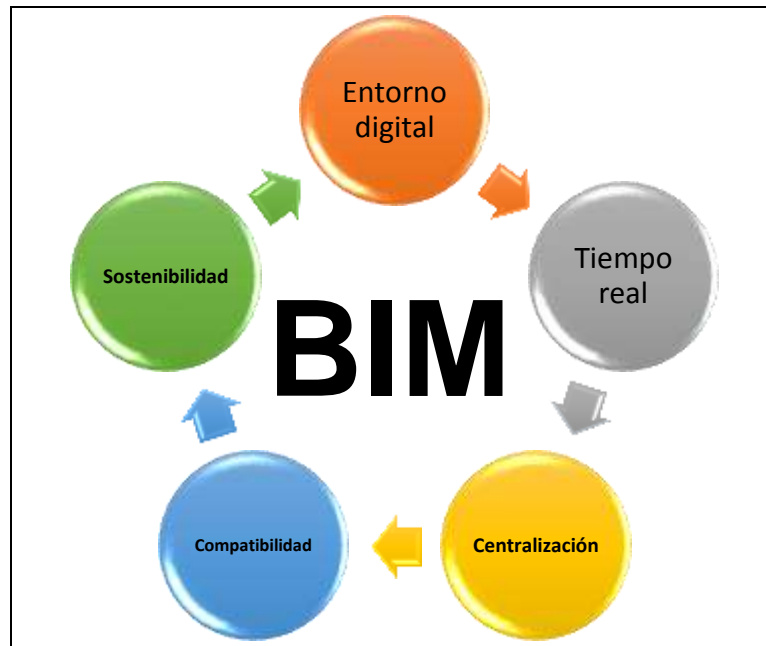 Entorno
digital
Tiempo
real
Sostenibilidad
BIM
Compatibilidad
Centralización